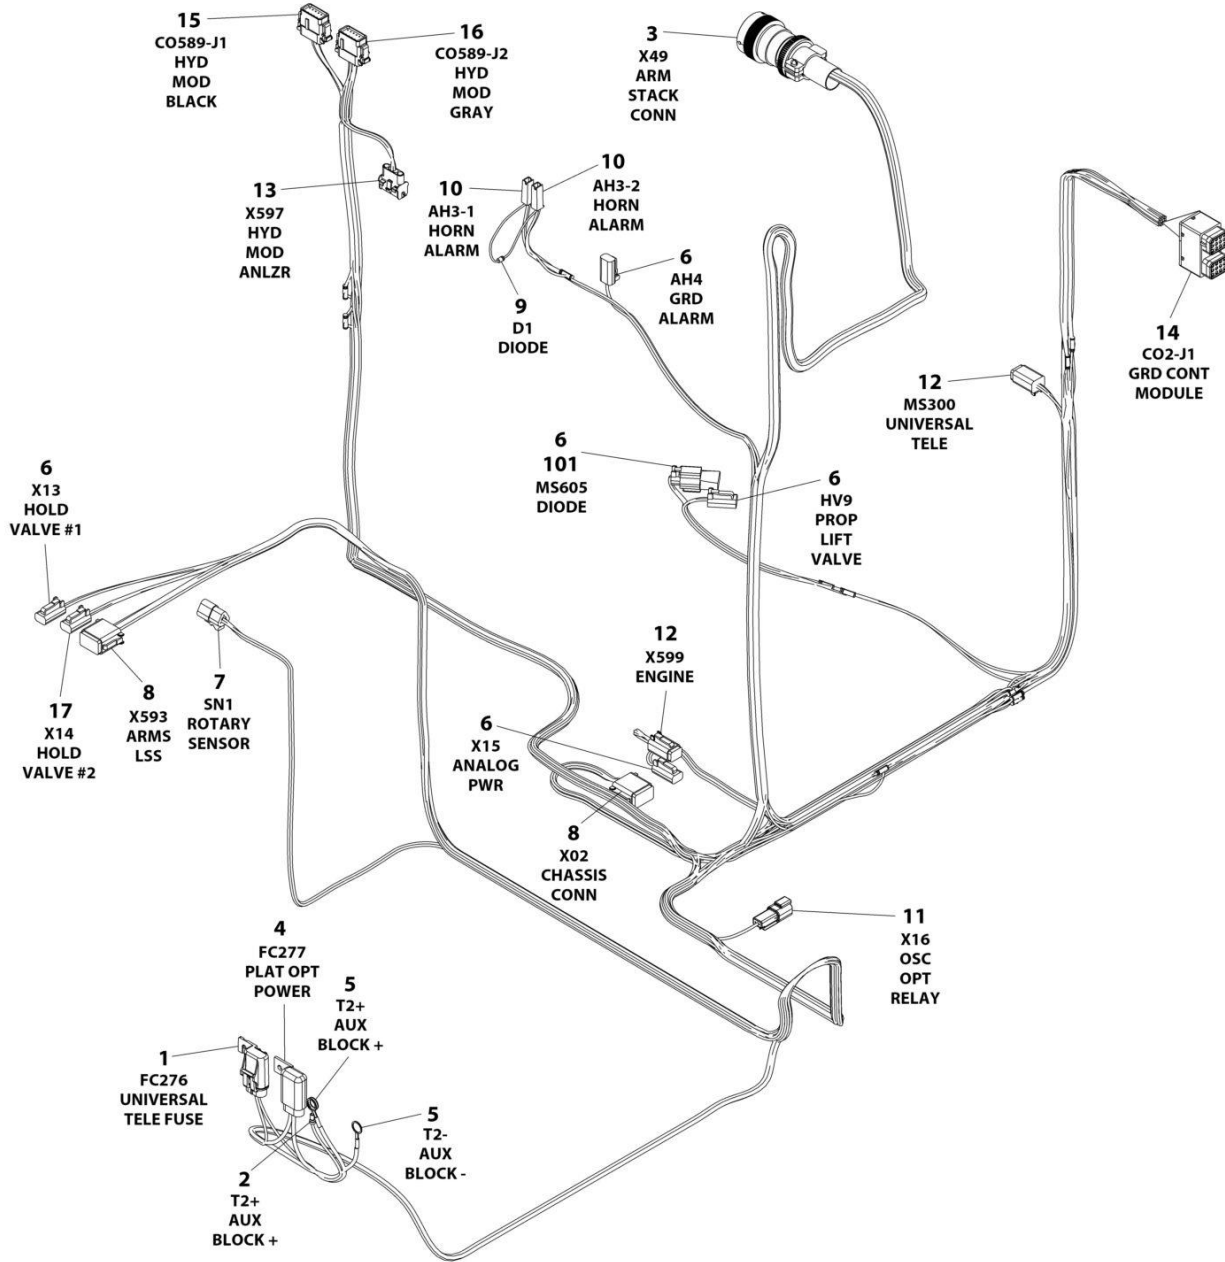 15
CO589-J1
HYD
MOD
BLACK
16
CO589-J2
HYD
MOD
GRAY
3
X49
ARM
STACK
CONN
13
X597
HYD
MOD
ANLZR
10
AH3-1
HORN
ALARM
10
AH3-2
HORN
ALARM
9
D1
DIODE
6
AH4
GRD
ALARM
14
CO2-J1
GRD CONT
MODULE
12
MS300
UNIVERSAL
TELE
6
101
MS605
DIODE
6
HV9
PROP
LIFT
VALVE
6
X13
HOLD
VALVE #1
17
X14
HOLD
VALVE #2
8
X593
ARMS
LSS
7
SN1
ROTARY
SENSOR
12
X599
ENGINE
6
X15
ANALOG
PWR
8
X02
CHASSIS
CONN
11
X16
OSC
OPT
RELAY
4
FC277
PLAT OPT
POWER
5
T2+
AUX
BLOCK +
1
FC276
UNIVERSAL
TELE FUSE
5
T2-
AUX
BLOCK -
2
T2+
AUX
BLOCK +